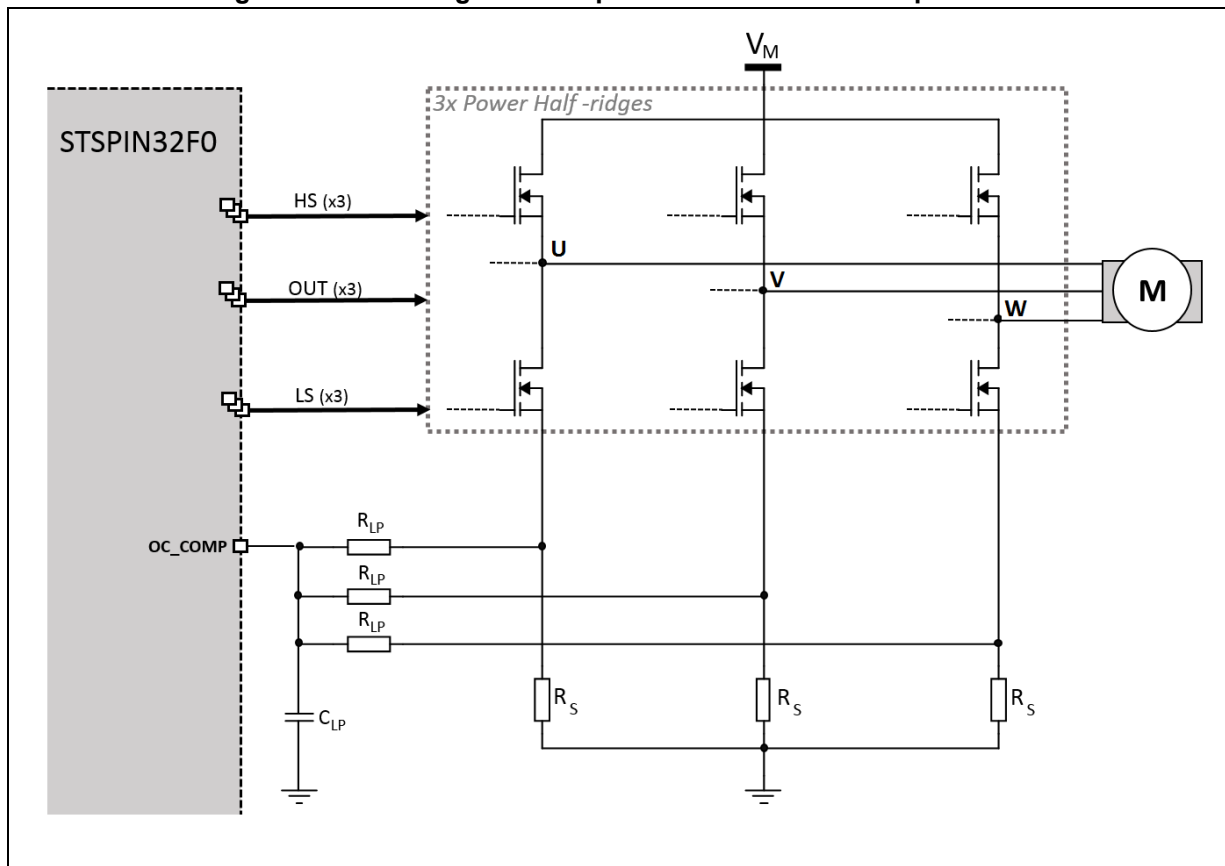 V_M
3x Power Half -ridges
STSPIN32F0
HS (x3)
U
OUT (x3)
V
M
W
LS (x3)
R_LP
OC_COMP
R_LP
R_LP
R_S
R_S
R_S
C_LP